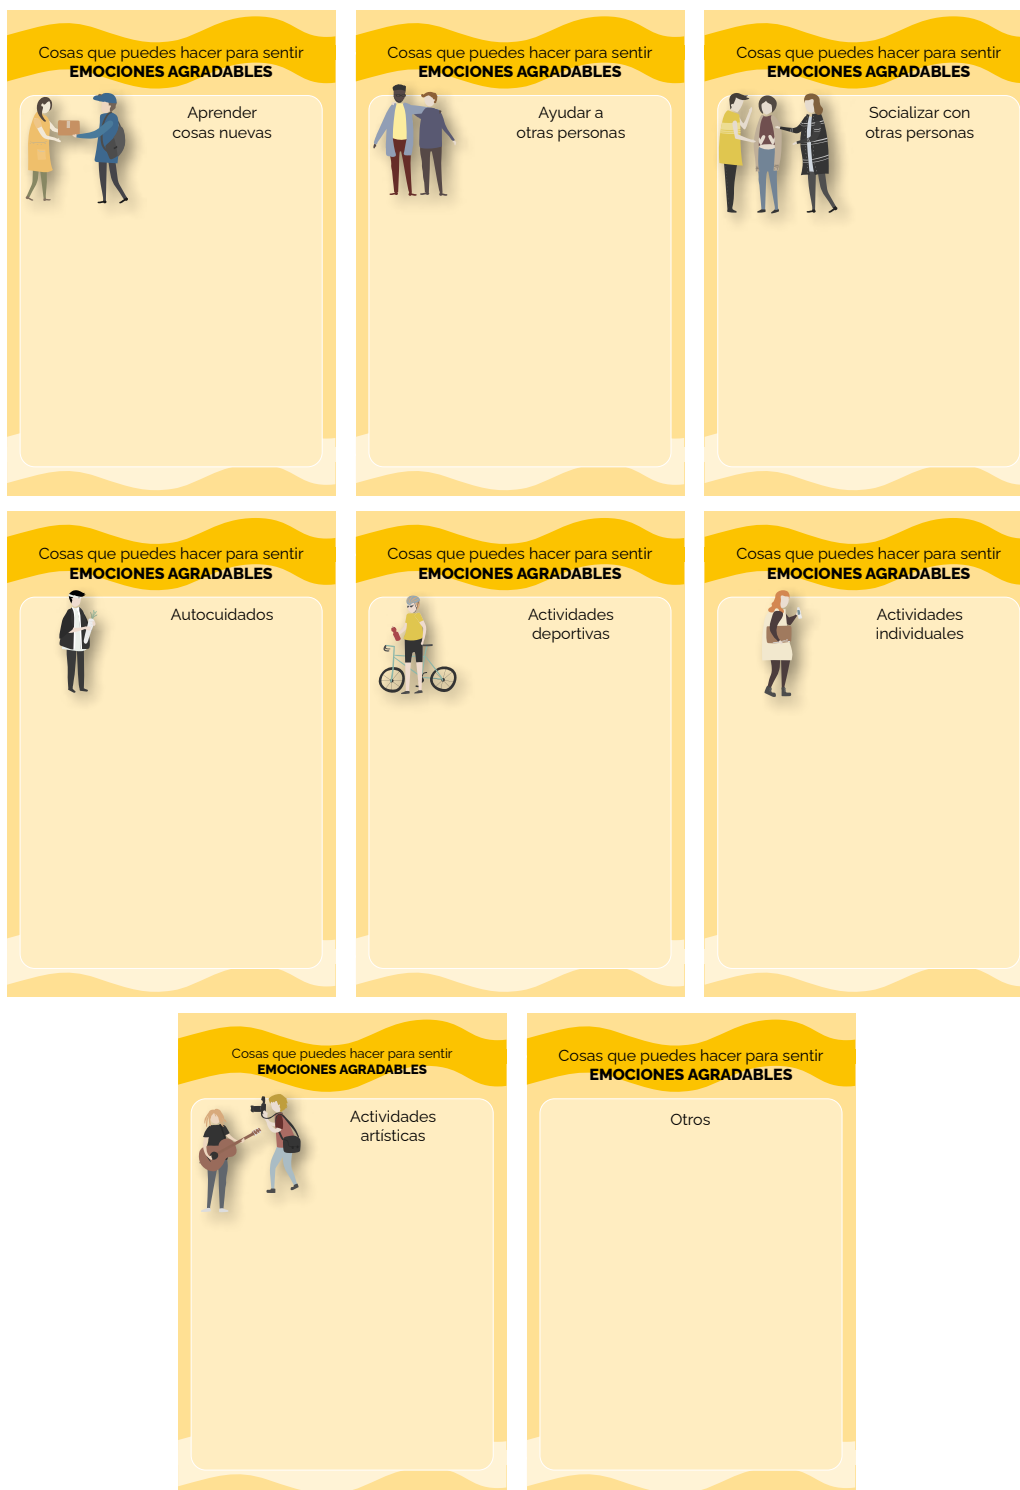 Cosas que puedes hacer para sentir
EMOCIONES AGRADABLES
Aprender
cosas nuevas
Cosas que puedes hacer para sentir
EMOCIONES AGRADABLES
Ayudar a
otras personas
Cosas que puedes hacer para sentir
EMOCIONES AGRADABLES
Socializar con
otras personas
Cosas que puedes hacer para sentir
EMOCIONES AGRADABLES
Autocuidados
Cosas que puedes hacer para sentir
EMOCIONES AGRADABLES
Actividades
deportivas
Cosas que puedes hacer para sentir
EMOCIONES AGRADABLES
Actividades
individuales
Cosas que puedes hacer para sentir
EMOCIONES AGRADABLES
Actividades
artísticas
Cosas que puedes hacer para sentir
EMOCIONES AGRADABLES
Otros